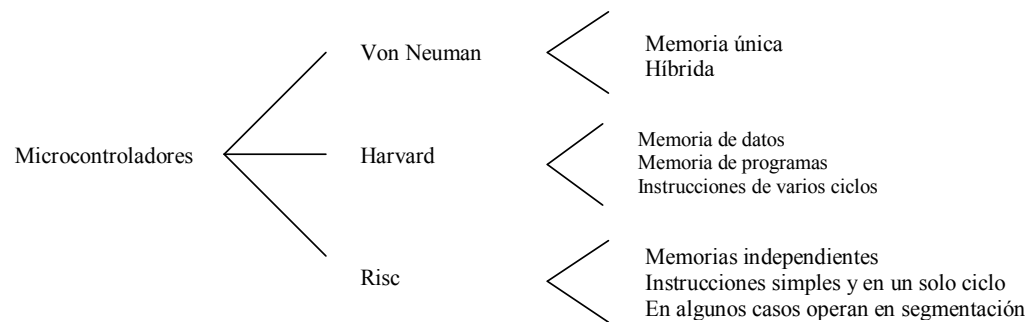 Microcontroladores
Von Neuman
Memoria única
Híbrida
Harvard
Memoria de datos
Memoria de programas
Instrucciones de varios ciclos
Risc
Memorias independientes
Instrucciones simples y en un solo ciclo
En algunos casos operan en segmentación